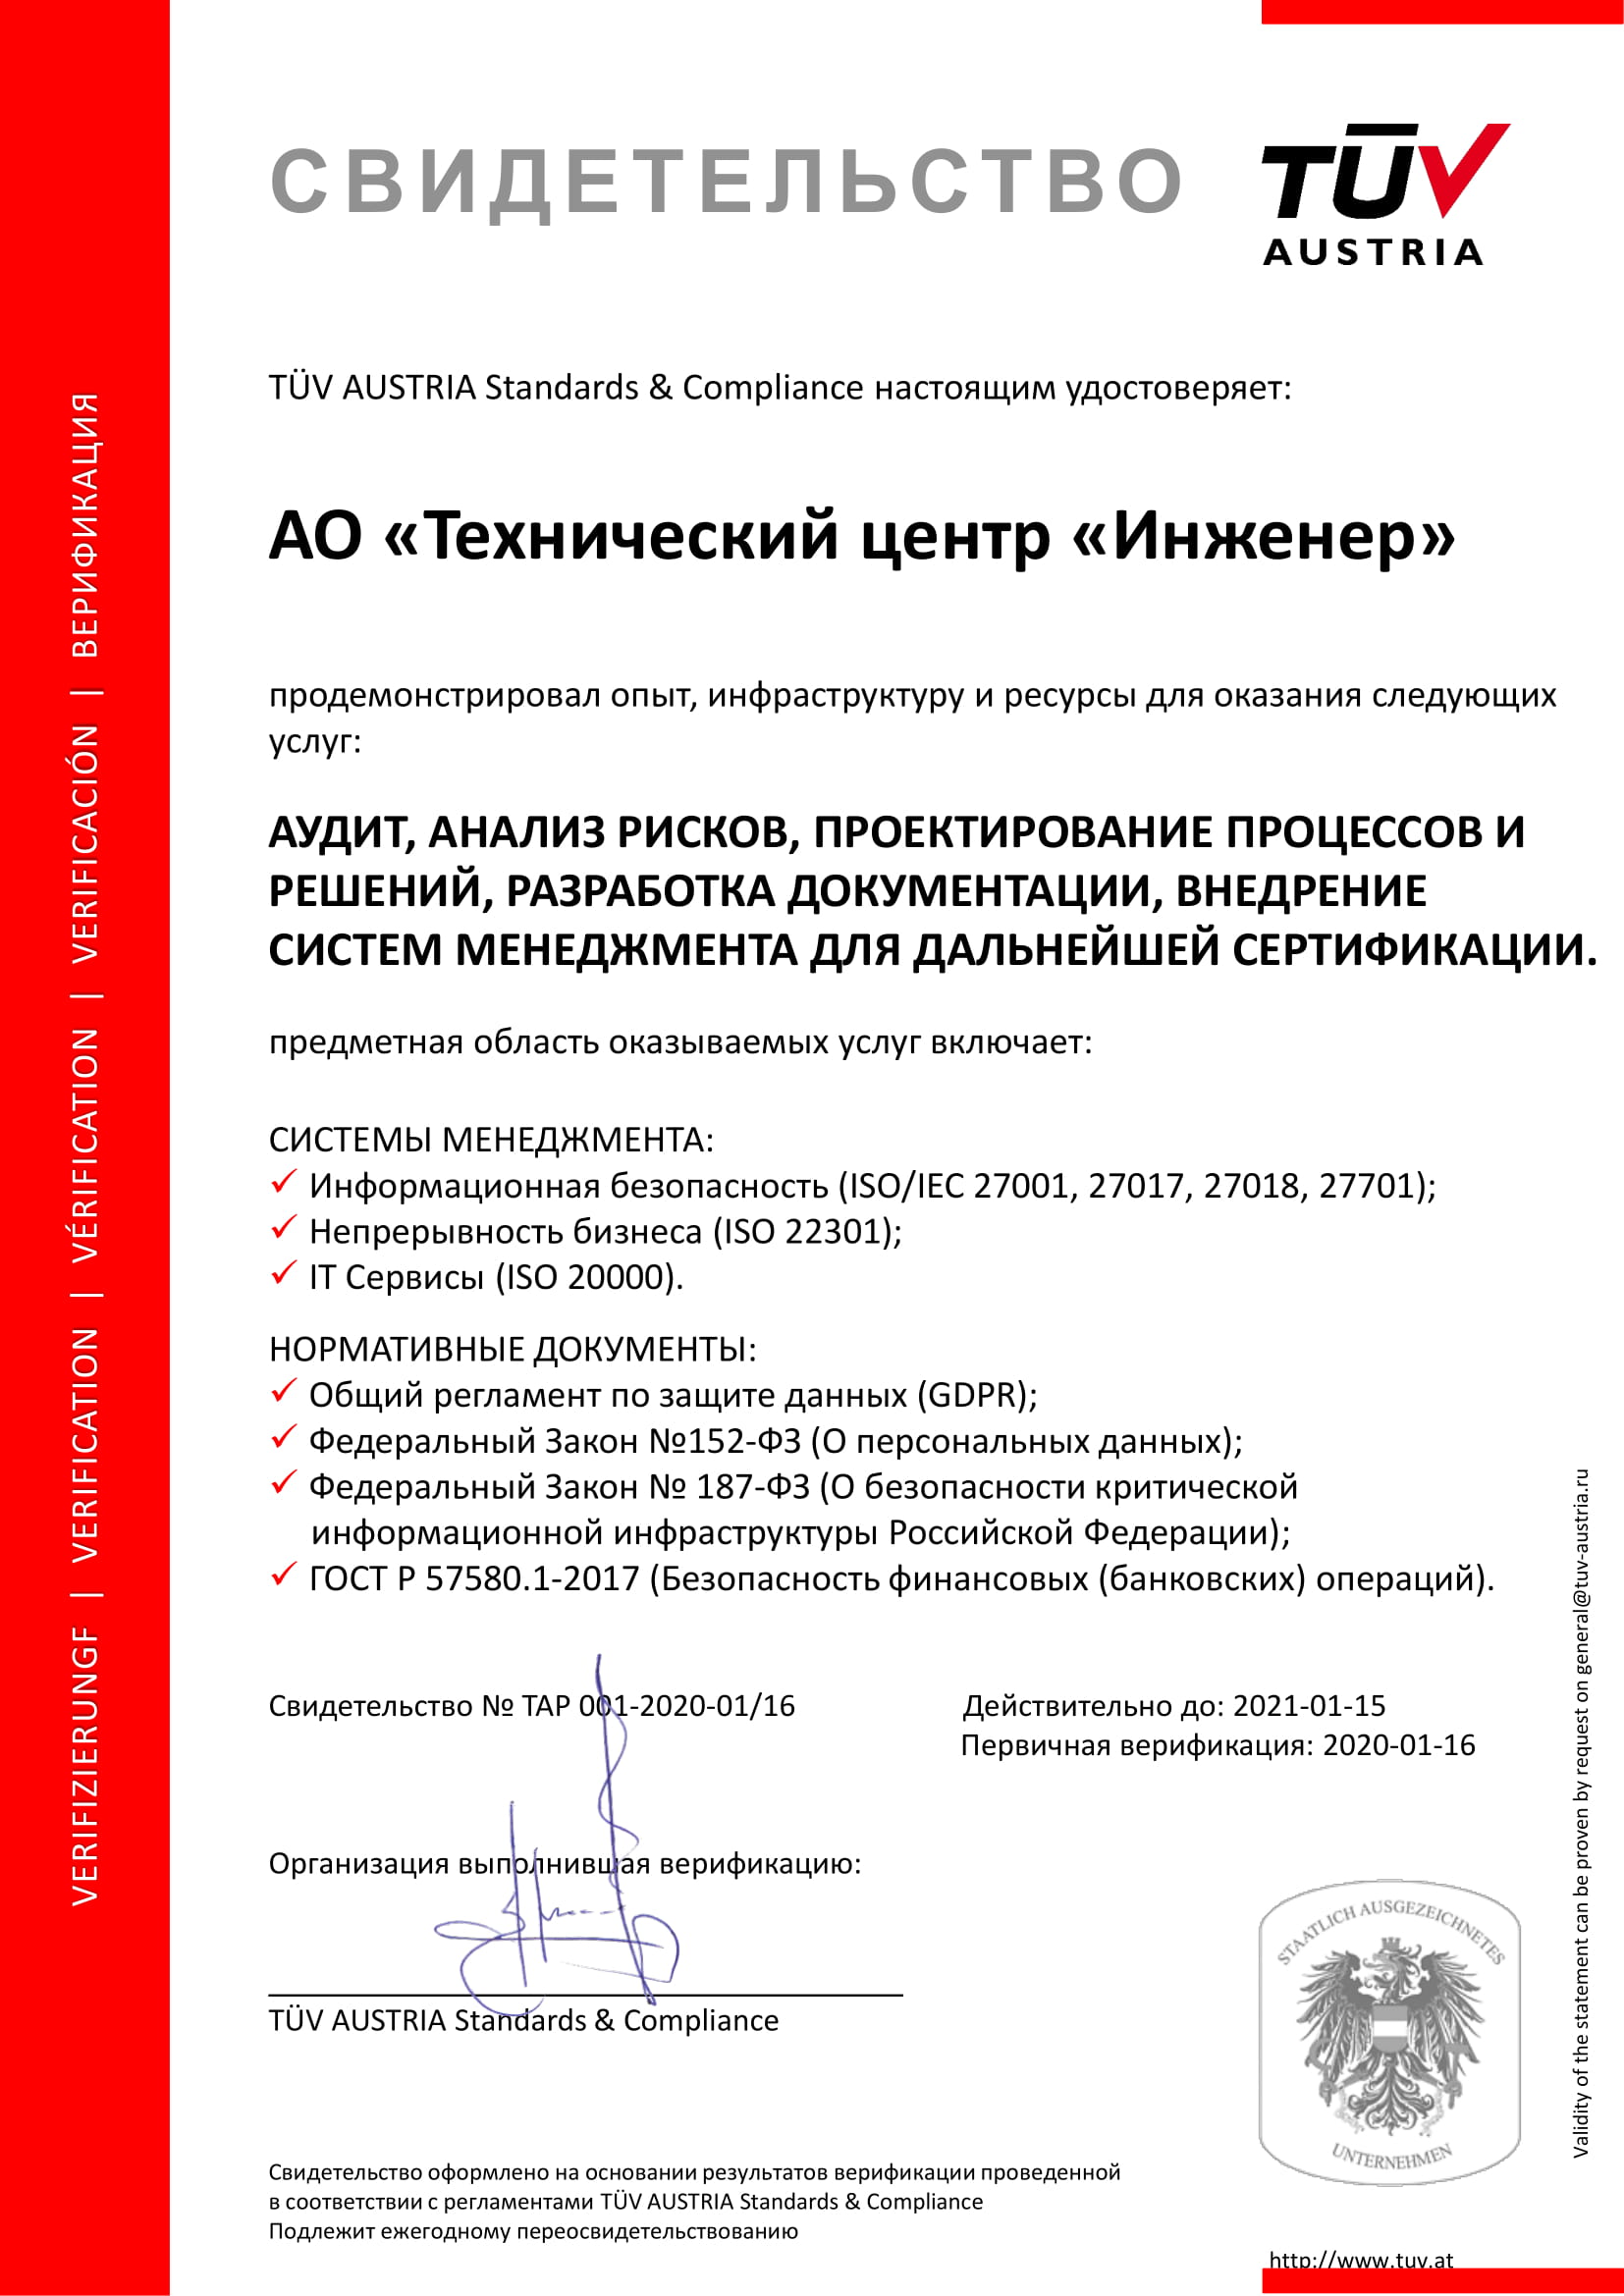 СВИДЕТЕЛЬСТВО
TÜV
AUSTRIA
TÜV AUSTRIA Standards & Compliance настоящим удостоверяет:
АО «Технический центр «Инженер»
продемонстрировал опыт, инфраструктуру и ресурсы для оказания следующих
услуг:
АУДИТ, АНАЛИЗ РИСКОВ, ПРОЕКТИРОВАНИЕ ПРОЦЕССОВ И
РЕШЕНИЙ, РАЗРАБОТКА ДОКУМЕНТАЦИИ, ВНЕДРЕНИЕ
СИСТЕМ МЕНЕДЖМЕНТА ДЛЯ ДАЛЬНЕЙШЕЙ СЕРТИФИКАЦИИ.
предметная область оказываемых услуг включает:
СИСТЕМЫ МЕНЕДЖМЕНТА:
✓ Информационная безопасность (ISO/IEC 27001, 27017, 27018, 27701);
✓ Непрерывность бизнеса (ISO 22301);
✓ IT Сервисы (ISO 20000).
НОРМАТИВНЫЕ ДОКУМЕНТЫ:
✓ Общий регламент по защите данных (GDPR);
✓ Федеральный Закон №152-ФЗ (О персональных данных);
✓ Федеральный Закон № 187-ФЗ (О безопасности критической
информационной инфраструктуры Российской Федерации);
✓ ГОСТ Р 57580.1-2017 (Безопасность финансовых (банковских) операций).
Свидетельство № TAP 001-2020-01/16
Действительно до: 2021-01-15
Первичная верификация: 2020-01-16
Организация выполнившая верификацию:
TÜV AUSTRIA Standards & Compliance
STAATLICH AUSGEZEICHNETES
UNTERNEHMEN
Свидетельство оформлено на основании результатов верификации проведенной
в соответствии с регламентами TÜV AUSTRIA Standards & Compliance
Подлежит ежегодному переосвидетельствованию
http://www.tuv.at
VERIFIZIERUNGF | VERIFICATION | VÉRIFICATION | VERIFICACIÓN | ВЕРИФИКАЦИЯ
Validity of the statement can be proven by request on general@tuv-austria.ru